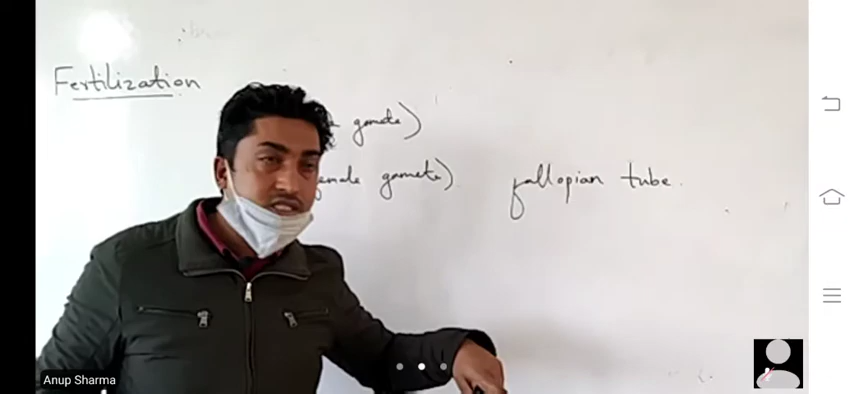 Fertilization
gamete)
female gamete) fallopian tube.
Anup Sharma